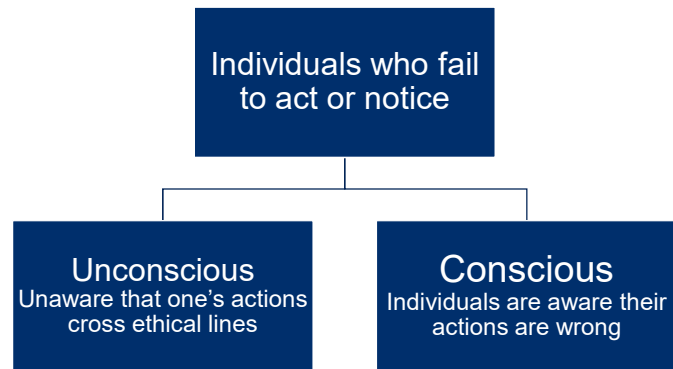 Individuals who fail
to act or notice
Unconscious
Unaware that one’s actions
cross ethical lines
Conscious
Individuals are aware their
actions are wrong